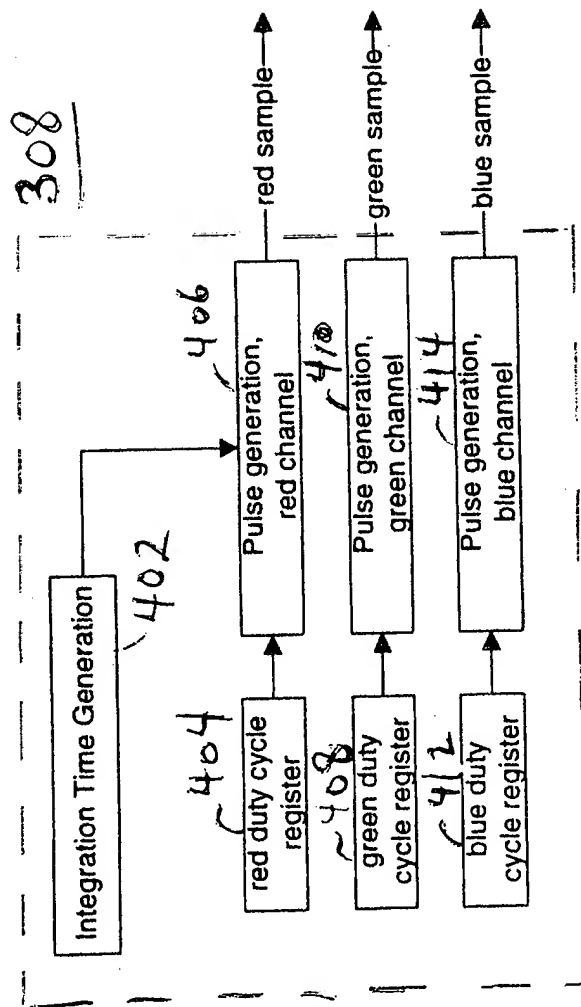 308
Integration Time Generation
402
404
red duty cycle
register
406
Pulse generation,
red channel
red sample
408
green duty
cycle register
410
Pulse generation,
green channel
green sample
412
blue duty
cycle register
414
Pulse generation,
blue channel
blue sample